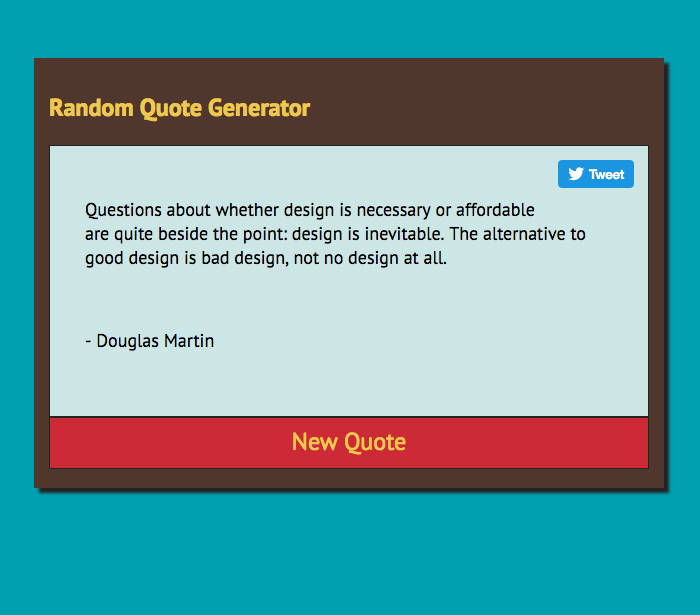 Random Quote Generator
Tweet
Questions about whether design is necessary or affordable
are quite beside the point: design is inevitable. The alternative to
good design is bad design, not no design at all.
- Douglas Martin
New Quote